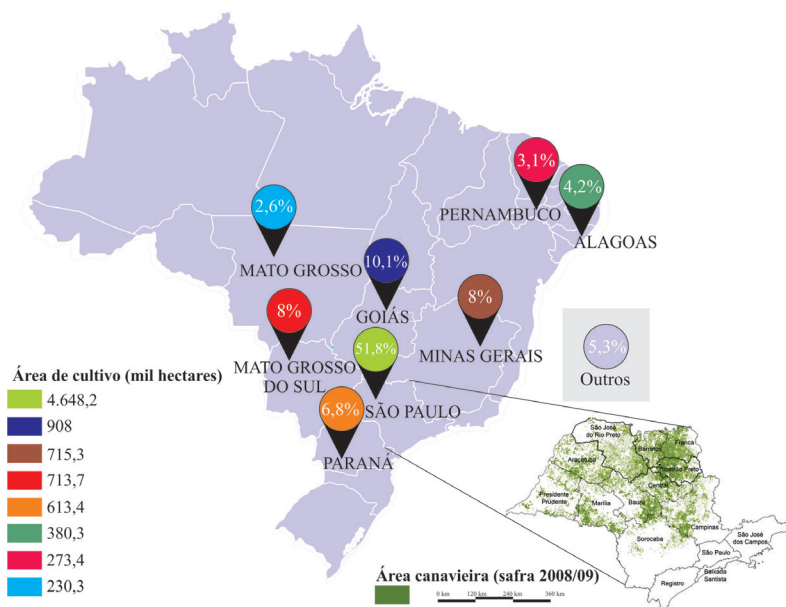 3,1%
PERNAMBUCO
4,2%
ALAGOAS
2,6%
MATO GROSSO
10,1%
GOIÁS
8%
MINAS GERAIS
8%
MATO GROSSO
DO SUL
51,8%
SÃO PAULO
6,8%
PARANÁ
5,3%
Outros
Área de cultivo (mil hectares)
4.648,2
908
715,3
713,7
613,4
380,3
273,4
230,3
São José
do Rio Preto
Barretos
Franca
Araçatuba
Ribeirão Preto
Central
Presidente
Prudente
Marília
Bauru
Campinas
Sorocaba
São José
dos Campos
São Paulo
Baixada
Santista
Registro
Área canavieira (safra 2008/09)
0 km 120 km 240 km 360 km